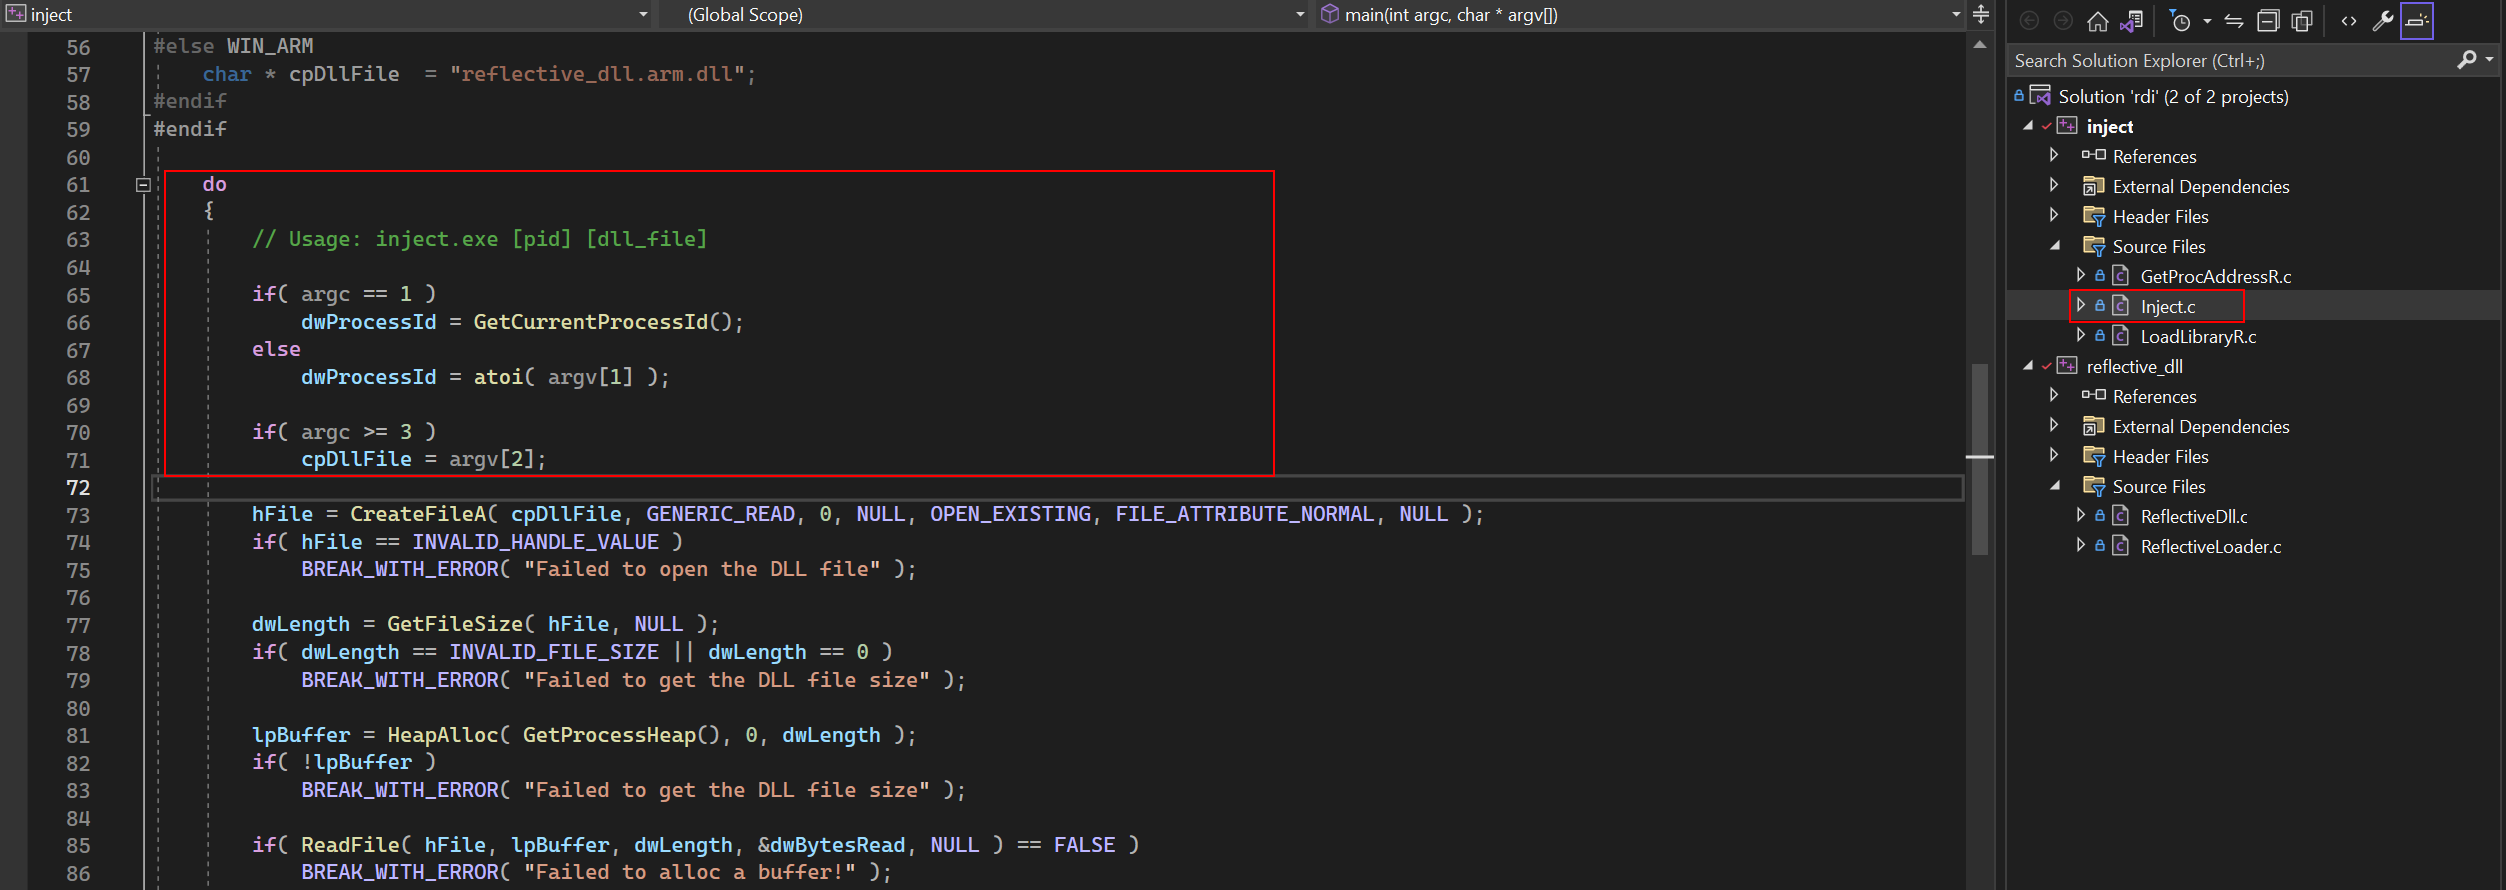 inject
(Global Scope)
main(int argc, char * argv[])
56 #else WIN_ARM
57 char * cpDllFile = "reflective_dll.arm.dll";
58 #endif
59 #endif
60
61 do
62 {
63 // Usage: inject.exe [pid] [dll_file]
64
65 if( argc == 1 )
66 dwProcessId = GetCurrentProcessId();
67 else
68 dwProcessId = atoi( argv[1] );
69
70 if( argc >= 3 )
71 cpDllFile = argv[2];
72
73 hFile = CreateFileA( cpDllFile, GENERIC_READ, 0, NULL, OPEN_EXISTING, FILE_ATTRIBUTE_NORMAL, NULL );
74 if( hFile == INVALID_HANDLE_VALUE )
75 BREAK_WITH_ERROR( "Failed to open the DLL file" );
76
77 dwLength = GetFileSize( hFile, NULL );
78 if( dwLength == INVALID_FILE_SIZE || dwLength == 0 )
79 BREAK_WITH_ERROR( "Failed to get the DLL file size" );
80
81 lpBuffer = HeapAlloc( GetProcessHeap(), 0, dwLength );
82 if( !lpBuffer )
83 BREAK_WITH_ERROR( "Failed to get the DLL file size" );
84
85 if( ReadFile( hFile, lpBuffer, dwLength, &dwBytesRead, NULL ) == FALSE )
86 BREAK_WITH_ERROR( "Failed to alloc a buffer!" );
Search Solution Explorer (Ctrl+;)
Solution 'rdi' (2 of 2 projects)
inject
References
External Dependencies
Header Files
Source Files
GetProcAddressR.c
Inject.c
LoadLibraryR.c
reflective_dll
References
External Dependencies
Header Files
Source Files
ReflectiveDll.c
ReflectiveLoader.c